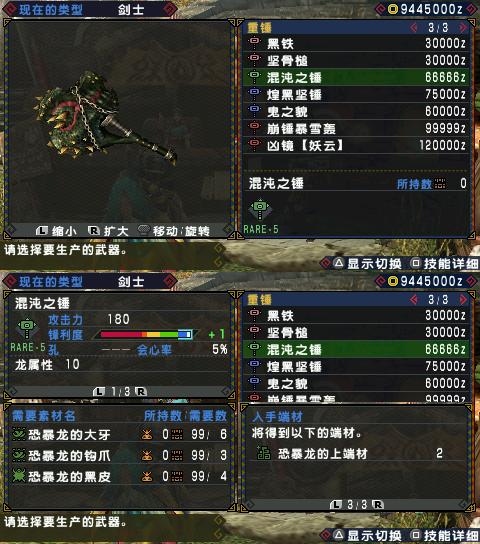 现在的类型 剑士
9445000z
重锤 3/3
黑铁 30000z
坚骨槌 30000z
混沌之锤 66666z
煌黑坚锤 75000z
鬼之貌 60000z
崩锤暴雪轰 99999z
凶镜【妖云】 120000z
混沌之锤 所持数 0
RARE-5
L 缩小 R 扩大 移动/旋转
请选择要生产的武器。
△显示切换 □技能详细
现在的类型 剑士
9445000z
混沌之锤
RARE-5
攻击力 180
锋利度 +1
孔 --- 会心率 5%
龙属性 10
L 1/3 R
重锤 3/3
黑铁 30000z
坚骨槌 30000z
混沌之锤 66666z
煌黑坚锤 75000z
鬼之貌 60000z
崩锤暴雪轰 99999z
需要素材名 所持数/需要数
恐暴龙的大牙 0 99/ 6
恐暴龙的钩爪 0 99/ 3
恐暴龙的黑皮 0 99/ 4
入手端材
将得到以下的端材。
恐暴龙的上端材 2
L 3/3 R
请选择要生产的武器。
△显示切换 □技能详细